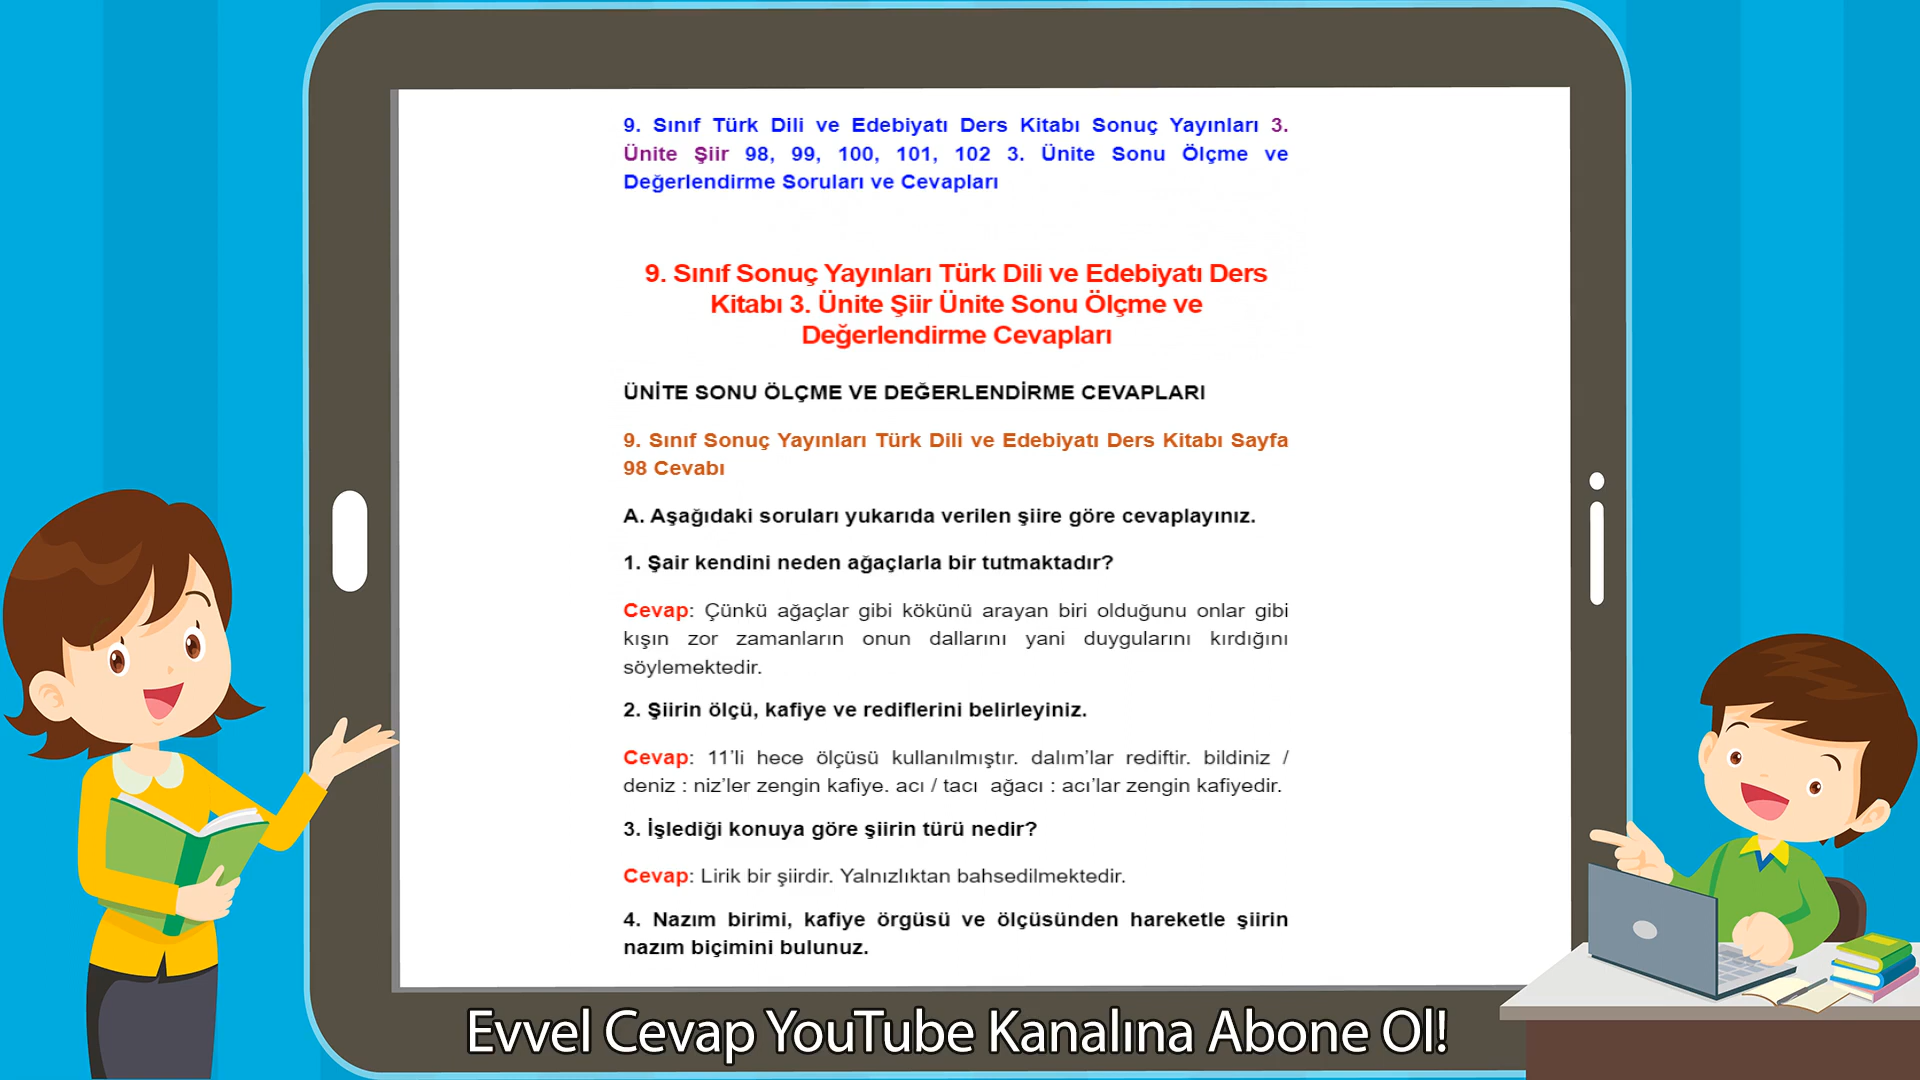 9. Sınıf Türk Dili ve Edebiyatı Ders Kitabı Sonuç Yayınları 3.
Ünite Şiir 98, 99, 100, 101, 102 3. Ünite Sonu Ölçme ve
Değerlendirme Soruları ve Cevapları
9. Sınıf Sonuç Yayınları Türk Dili ve Edebiyatı Ders
Kitabı 3. Ünite Şiir Ünite Sonu Ölçme ve
Değerlendirme Cevapları
ÜNİTE SONU ÖLÇME VE DEĞERLENDİRME CEVAPLARI
9. Sınıf Sonuç Yayınları Türk Dili ve Edebiyatı Ders Kitabı Sayfa
98 Cevabı
A. Aşağıdaki soruları yukarıda verilen şiire göre cevaplayınız.
1. Şair kendini neden ağaçlarla bir tutmaktadır?
Cevap: Çünkü ağaçlar gibi kökünü arayan biri olduğunu onlar gibi
kışın zor zamanların onun dallarını yani duygularını kırdığını
söylemektedir.
2. Şiirin ölçü, kafiye ve rediflerini belirleyiniz.
Cevap: 11’li hece ölçüsü kullanılmıştır. dalım’lar rediftir. bildiniz /
deniz : niz’ler zengin kafiye. acı / tacı ağacı : acı’lar zengin kafiyedir.
3. İşlediği konuya göre şiirin türü nedir?
Cevap: Lirik bir şiirdir. Yalnızlıktan bahsedilmektedir.
4. Nazım birimi, kafiye örgüsü ve ölçüsünden hareketle şiirin
nazım biçimini bulunuz.
Evvel Cevap YouTube Kanalına Abone Ol!